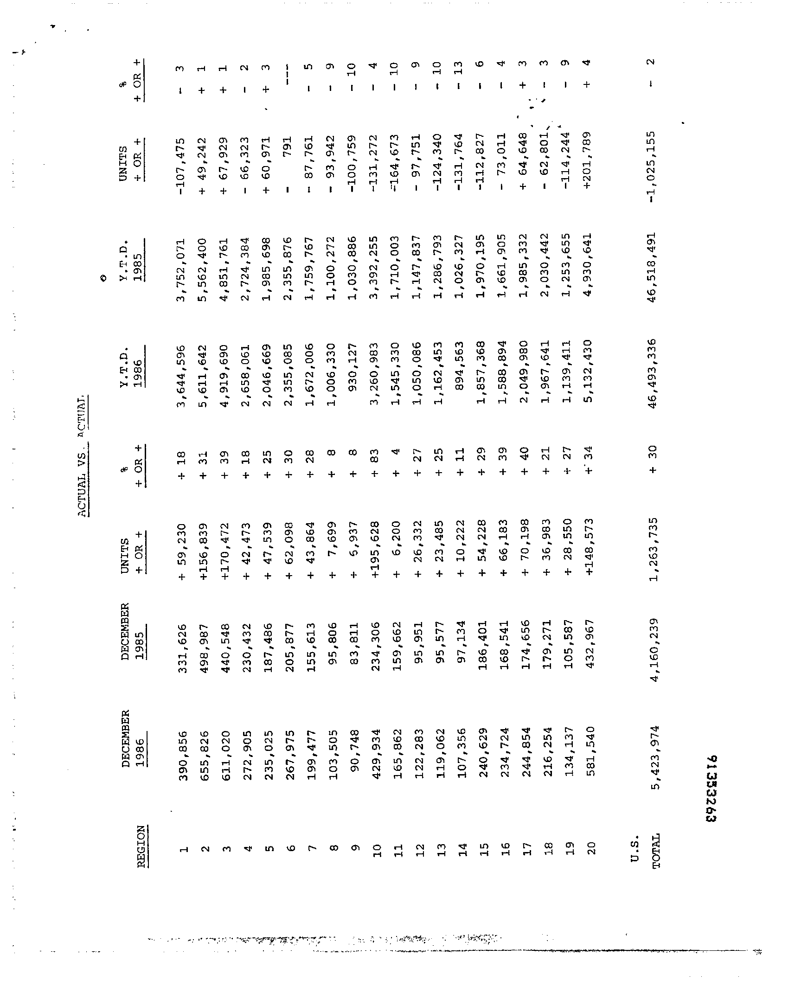 ACTUAL VS. ACTUAL
REGION DECEMBER 1986 DECEMBER 1985 UNITS + OR + % + OR + Y.T.D. 1986 Y.T.D. 1985 UNITS + OR + % + OR +
1 390,856 331,626 + 59,230 + 18 3,644,596 3,752,071 -107,475 - 3
2 655,826 498,987 +156,839 + 31 5,611,642 5,562,400 + 49,242 + 1
3 611,020 440,548 +170,472 + 39 4,919,690 4,851,761 + 67,929 + 1
4 272,905 230,432 + 42,473 + 18 2,658,061 2,724,384 - 66,323 - 2
5 235,025 187,486 + 47,539 + 25 2,046,669 1,985,698 + 60,971 + 3
6 267,975 205,877 + 62,098 + 30 2,355,085 2,355,876 - 791 ---
7 199,477 155,613 + 43,864 + 28 1,672,006 1,759,767 - 87,761 - 5
8 103,505 95,806 + 7,699 + 8 1,006,330 1,100,272 - 93,942 - 9
9 90,748 83,811 + 6,937 + 8 930,127 1,030,886 -100,759 - 10
10 429,934 234,306 +195,628 + 83 3,260,983 3,392,255 -131,272 - 4
11 165,862 159,662 + 6,200 + 4 1,545,330 1,710,003 -164,673 - 10
12 122,283 95,951 + 26,332 + 27 1,050,086 1,147,837 - 97,751 - 9
13 119,062 95,577 + 23,485 + 25 1,162,453 1,286,793 -124,340 - 10
14 107,356 97,134 + 10,222 + 11 894,563 1,026,327 -131,764 - 13
15 240,629 186,401 + 54,228 + 29 1,857,368 1,970,195 -112,827 - 6
16 234,724 168,541 + 66,183 + 39 1,588,894 1,661,905 - 73,011 - 4
17 244,854 174,656 + 70,198 + 40 2,049,980 1,985,332 + 64,648 + 3
18 216,254 179,271 + 36,983 + 21 1,967,641 2,030,442 - 62,801 - 3
19 134,137 105,587 + 28,550 + 27 1,139,411 1,253,655 -114,244 - 9
20 581,540 432,967 +148,573 + 34 5,132,430 4,930,641 +201,789 + 4
U.S.
TOTAL 5,423,974 4,160,239 1,263,735 + 30 46,493,336 46,518,491 -1,025,155 - 2
91353263